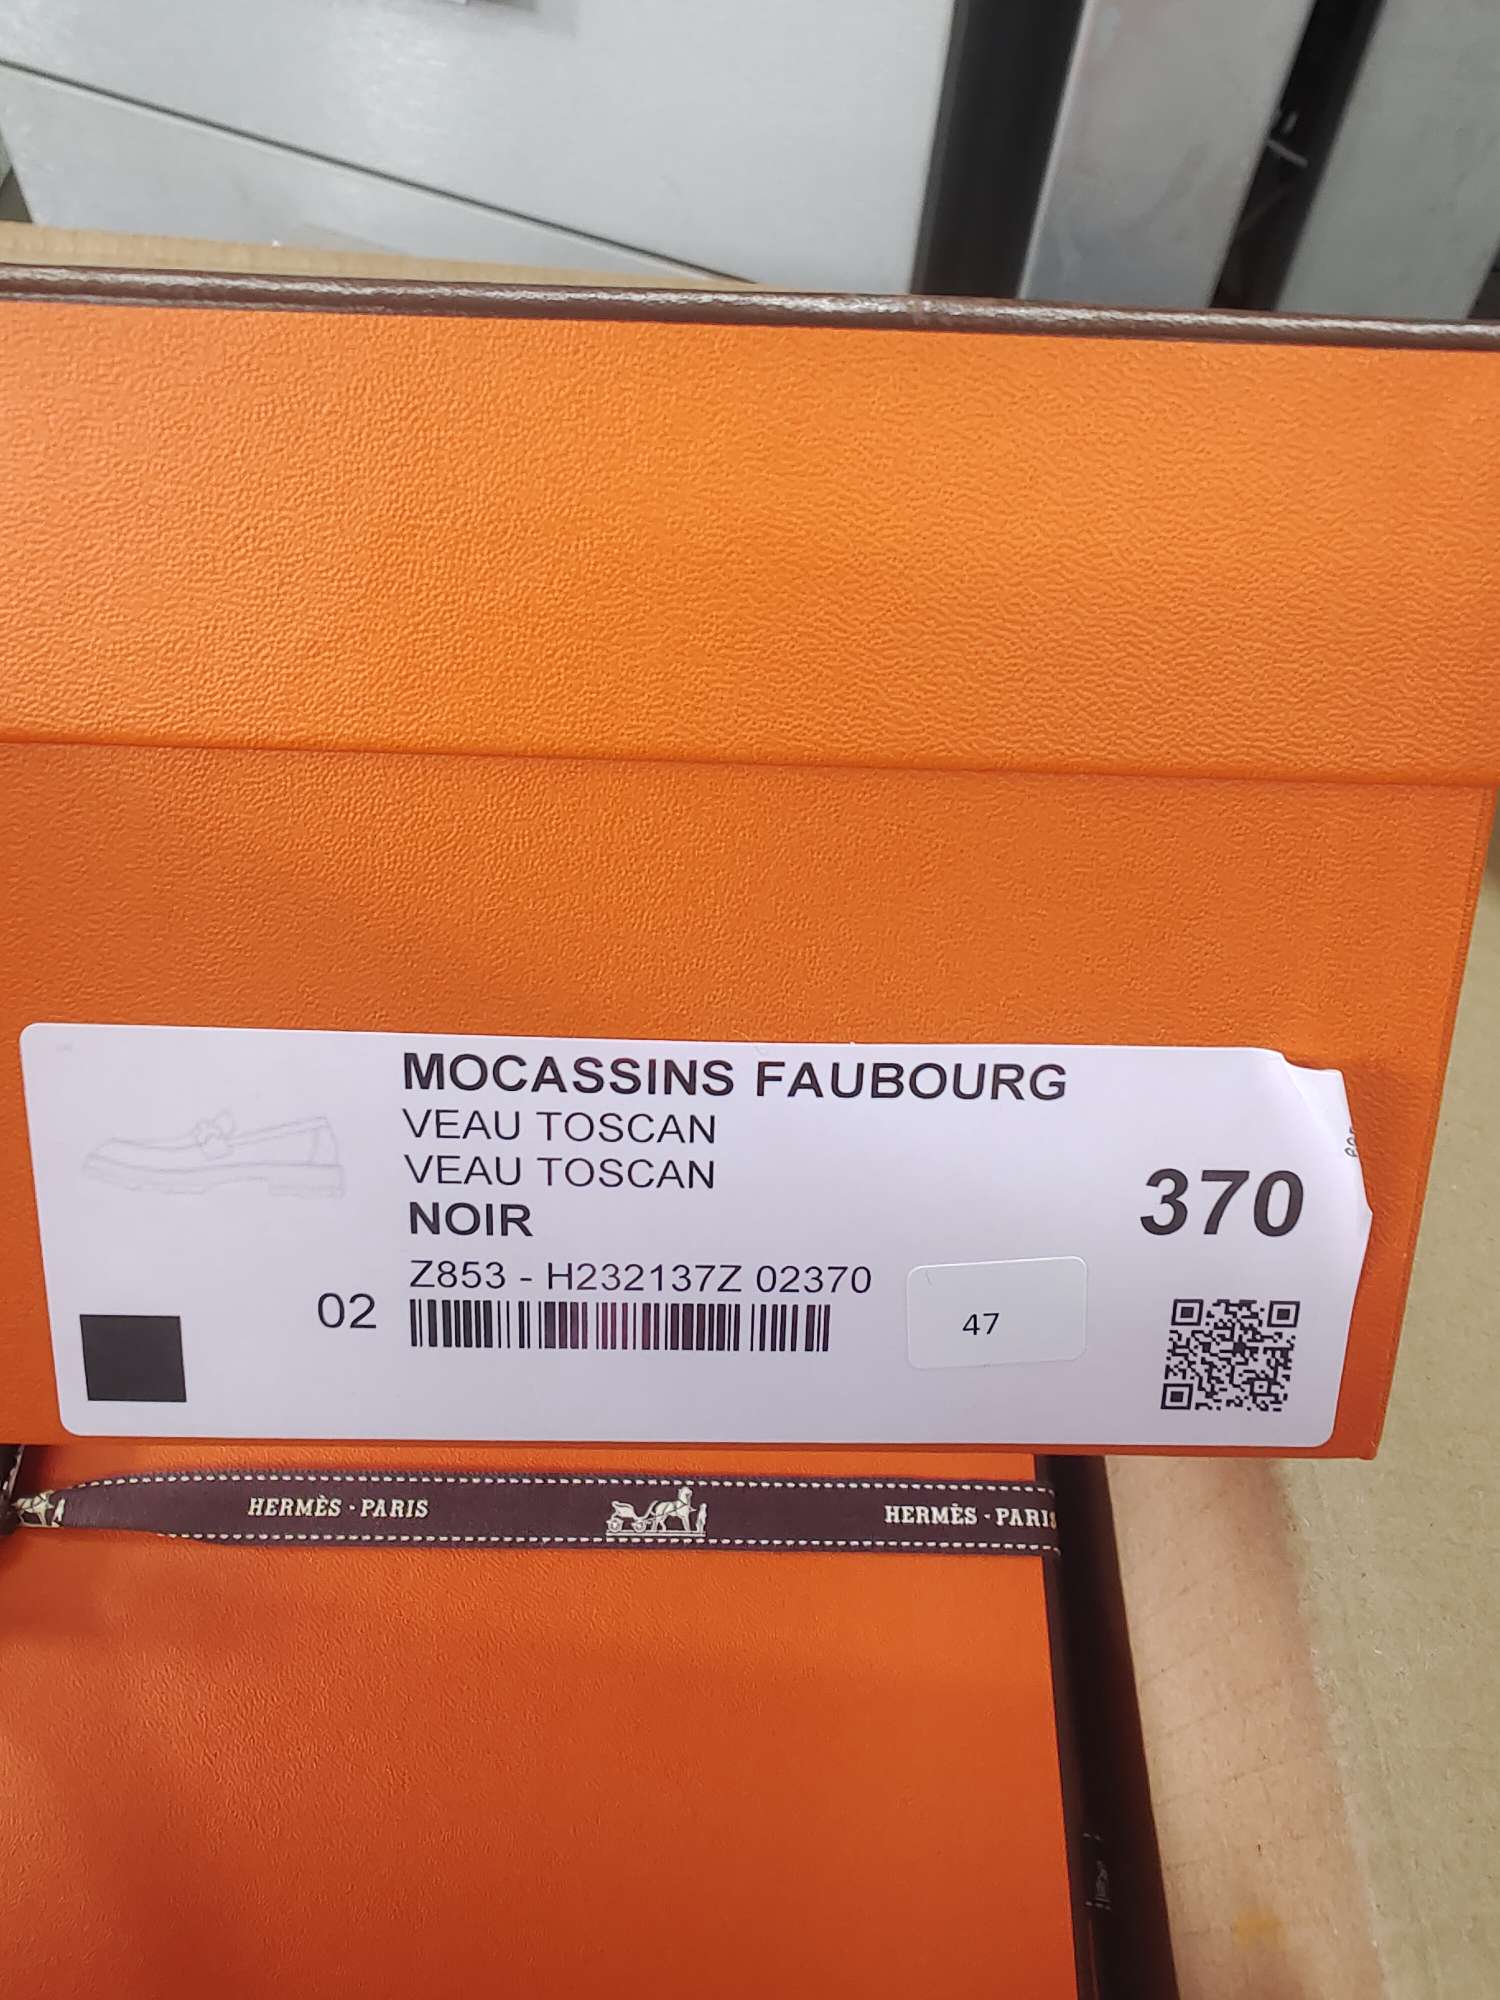 MOCASSINS FAUBOURG
VEAU TOSCAN
VEAU TOSCAN
NOIR
370
Z853 - H232137Z 02370
02
47
HERMÈS - PARIS
HERMÈS - PARIS